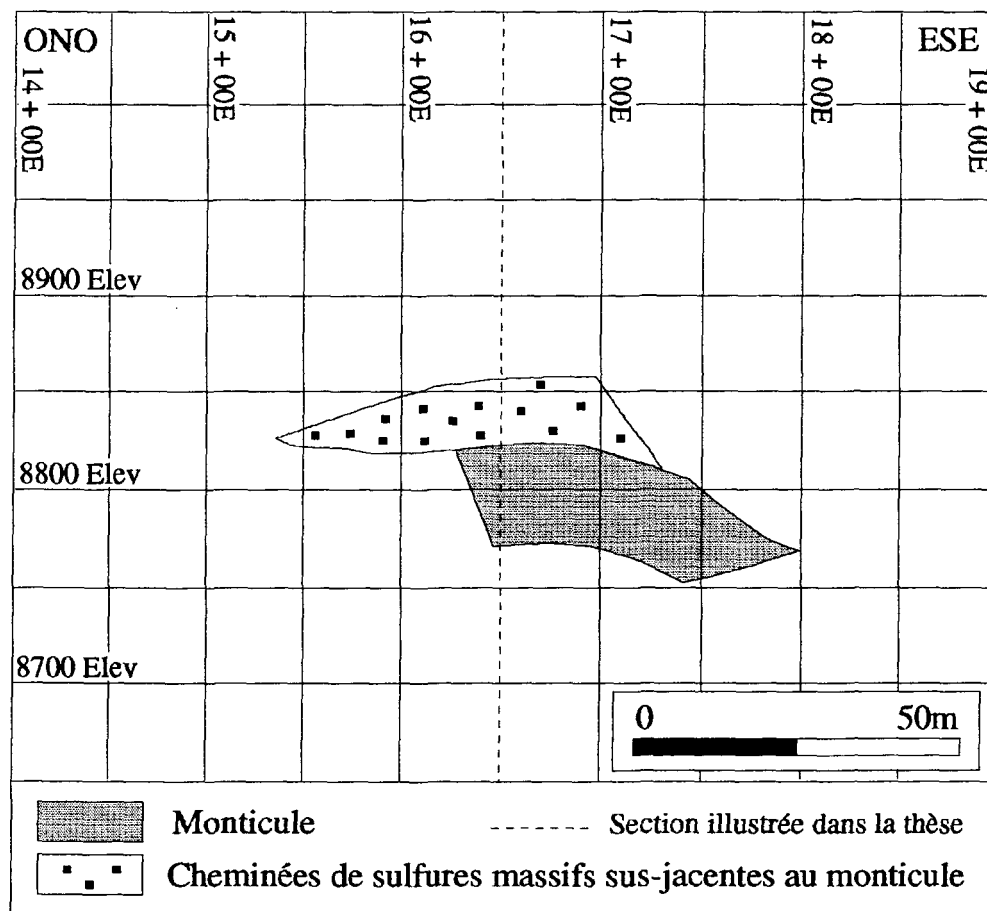 ONO
ESE
14+00E
15+00E
16+00E
17+00E
18+00E
19+00E
8900 Elev
8800 Elev
8700 Elev
0 50m
Monticule
Section illustrée dans la thèse
Cheminées de sulfures massifs sus-jacentes au monticule